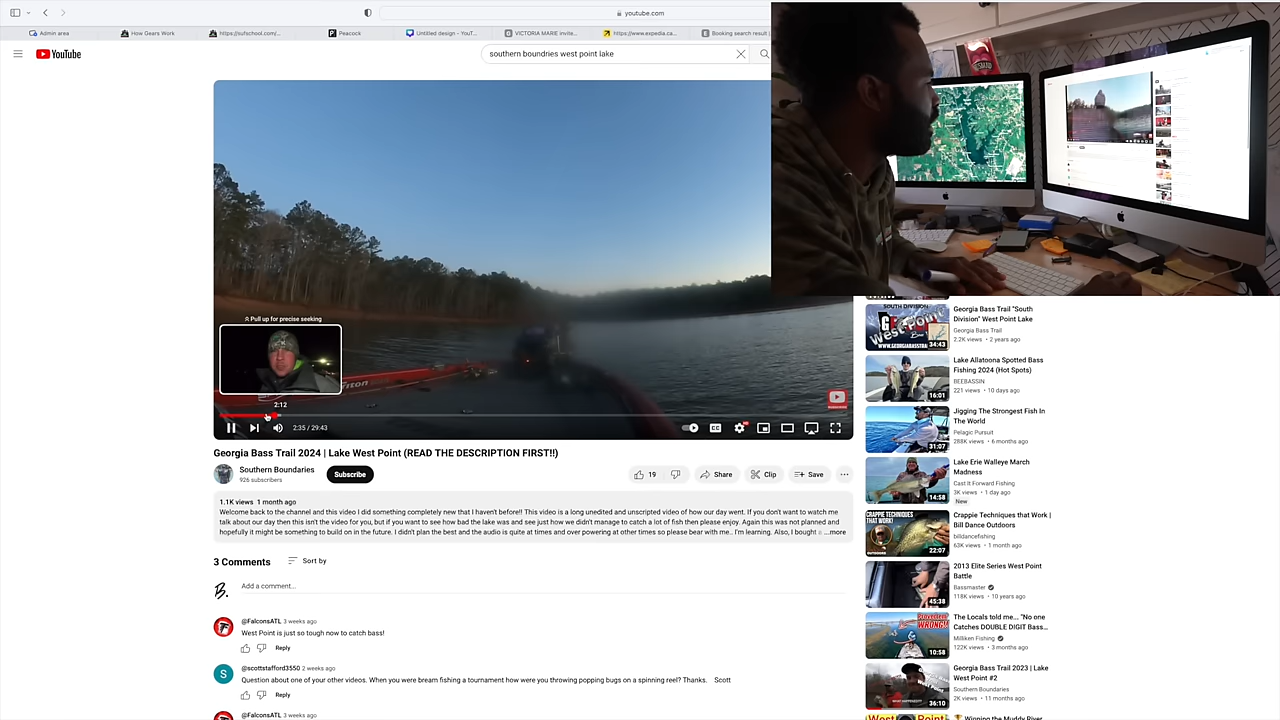 youtube.com
Admin area
How Gears Work
https://sufschool.com/...
Peacock
Untitled design - YouT...
VICTORIA MARIE invite...
https://www.expedia.ca...
Booking search result |
YouTube
southern boundries west point lake
Pull up for precise seeking
Triton
2:12
2:35 / 29:43
CC
Georgia Bass Trail 2024 | Lake West Point (READ THE DESCRIPTION FIRST!!)
Southern Boundaries
926 subscribers
Subscribe
19
Share
Clip
Save
1.1K views 1 month ago
Welcome back to the channel and this video I did something completely new that I haven't before!! This video is a long unedited and unscripted video of how our day went. If you don't want to watch me
talk about our day then this isn't the video for you, but if you want to see how bad the lake was and see just how we didn't manage to catch a lot of fish then please enjoy. Again this was not planned and
hopefully it might be something to build on in the future. I didn't plan the best and the audio is quite at times and over powering at other times so please bear with me.. I'm learning. Also, I bought a ...more
3 Comments
Sort by
B.
Add a comment...
@FalconsATL 3 weeks ago
West Point is just so tough now to catch bass!
Reply
S
@scottstafford3550 2 weeks ago
Question about one of your other videos. When you were bream fishing a tournament how were you throwing popping bugs on a spinning reel? Thanks. Scott
Reply
@FalconsATL 3 weeks ago
SOUTH DIVISION
West Point
34:43
Georgia Bass Trail "South
Division" West Point Lake
Georgia Bass Trail
2.2K views • 2 years ago
16:01
Lake Allatoona Spotted Bass
Fishing 2024 (Hot Spots)
BEEBASSIN
221 views • 10 days ago
31:07
Jigging The Strongest Fish In
The World
Pelagic Pursuit
288K views • 6 months ago
14:58
Lake Erie Walleye March
Madness
Cast It Forward Fishing
3K views • 1 day ago
New
CRAPPIE TECHNIQUES
THAT WORK!
22:07
Crappie Techniques that Work |
Bill Dance Outdoors
billdancefishing
63K views • 1 month ago
45:38
2013 Elite Series West Point
Battle
Bassmaster
118K views • 10 years ago
WRONG!
10:58
The Locals told me... "No one
Catches DOUBLE DIGIT Bass...
Milliken Fishing
122K views • 3 months ago
36:10
Georgia Bass Trail 2023 | Lake
West Point #2
Southern Boundaries
2K views • 11 months ago
West Point
Winning the Muddy River